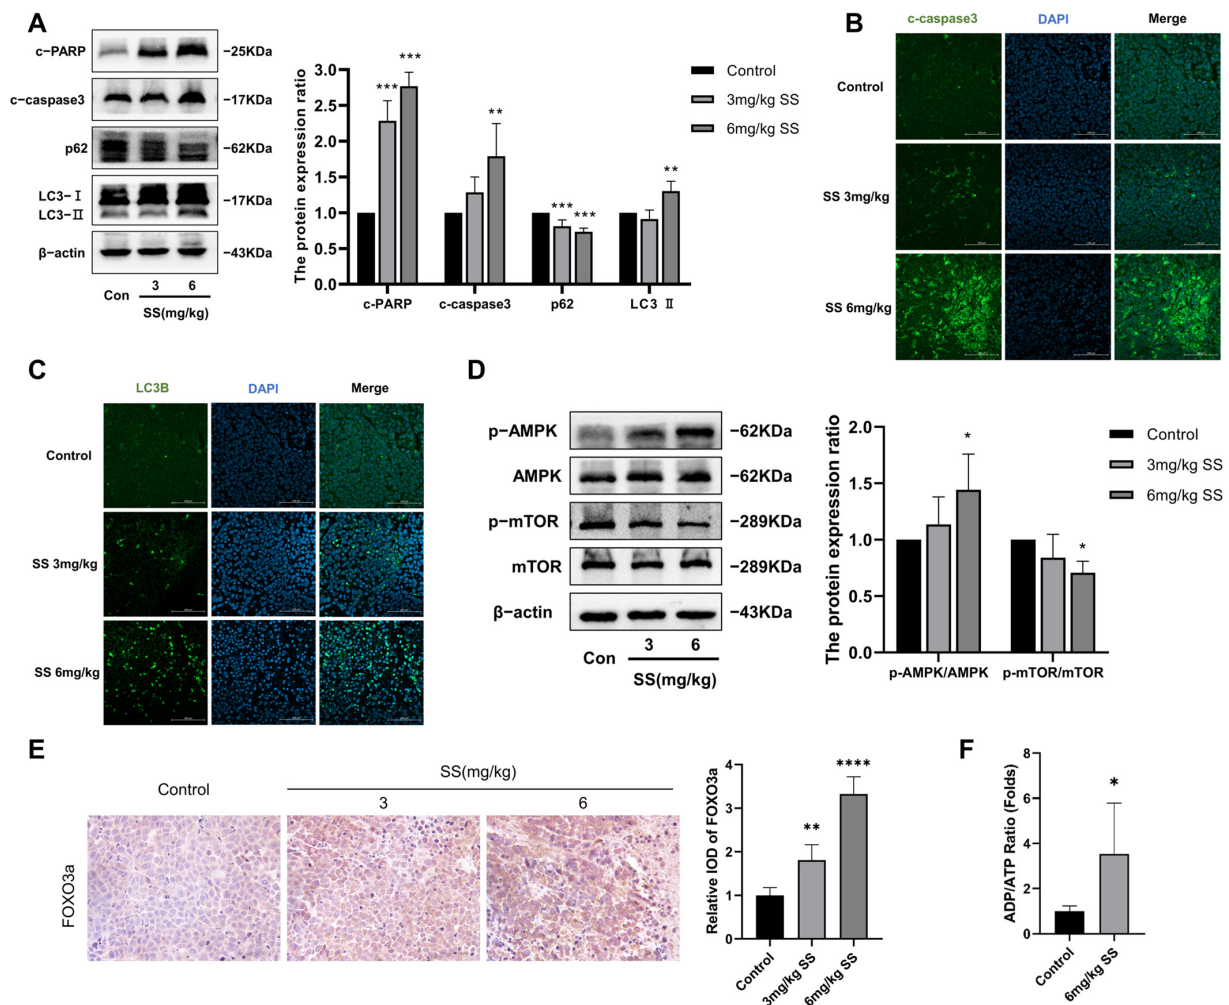 A
c-PARP
-25KDa
c-caspase3
-17KDa
p62
-62KDa
LC3-Ⅰ
LC3-Ⅱ
-17KDa
β-actin
-43KDa
Con
3 6
SS(mg/kg)
The protein expression ratio
3.0
2.5
2.0
1.5
1.0
0.5
0.0
*** ***
**
*** ***
**
c-PARP c-caspase3 p62 LC3 Ⅱ
Control
3mg/kg SS
6mg/kg SS
B
c-caspase3 DAPI Merge
Control
SS 3mg/kg
SS 6mg/kg
C
LC3B DAPI Merge
Control
SS 3mg/kg
SS 6mg/kg
D
p-AMPK
-62KDa
AMPK
-62KDa
p-mTOR
-289KDa
mTOR
-289KDa
β-actin
-43KDa
Con
3 6
SS(mg/kg)
The protein expression ratio
2.0
1.5
1.0
0.5
0.0
*
*
p-AMPK/AMPK p-mTOR/mTOR
Control
3mg/kg SS
6mg/kg SS
E
SS(mg/kg)
Control 3 6
FOXO3a
Relative IOD of FOXO3a
4
3
2
1
0
**
****
Control 3mg/kg SS 6mg/kg SS
F
ADP/ATP Ratio (Folds)
8
6
4
2
0
*
Control 6mg/kg SS